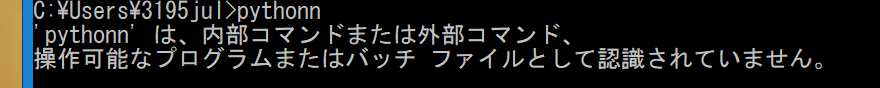 C:¥Users¥3195jul>pythonn
'pythonn' は、内部コマンドまたは外部コマンド、
操作可能なプログラムまたはバッチ ファイルとして認識されていません。